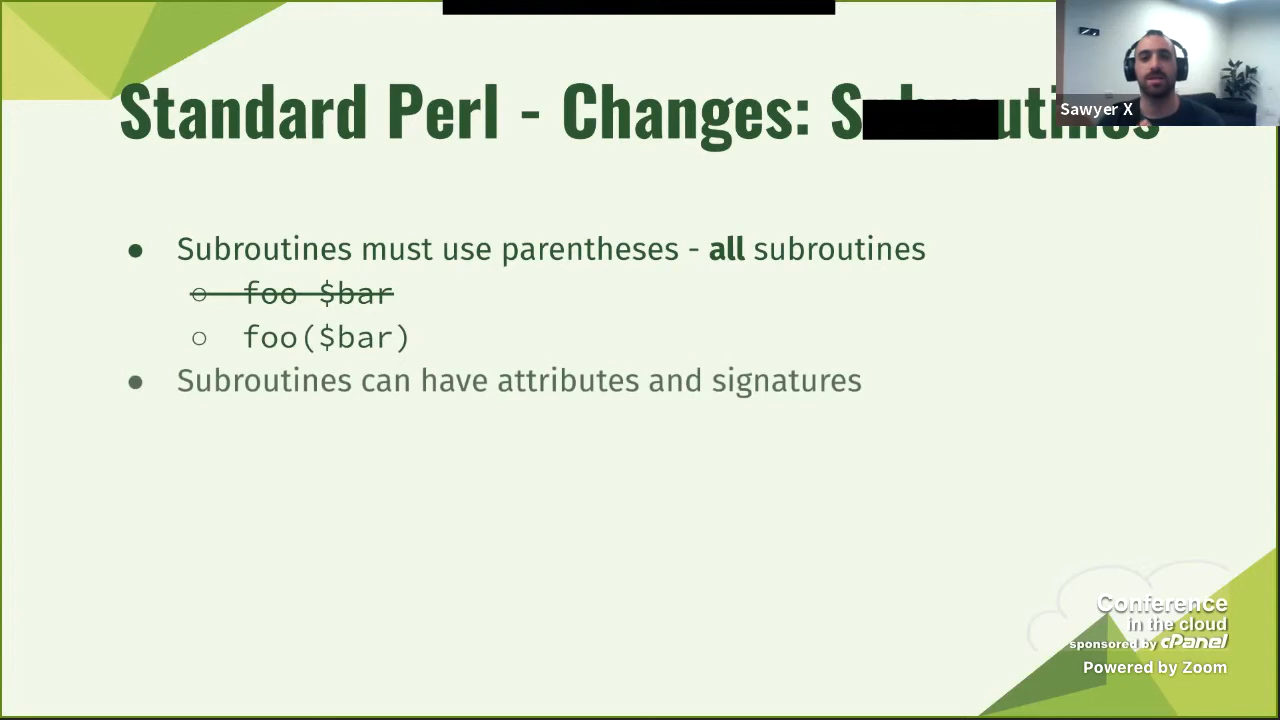 Standard Perl - Changes:
Sawyer X
● Subroutines must use parentheses - all subroutines
○ foo $bar
○ foo($bar)
● Subroutines can have attributes and signatures
Conference
in the cloud
sponsored by cPanel
Powered by Zoom